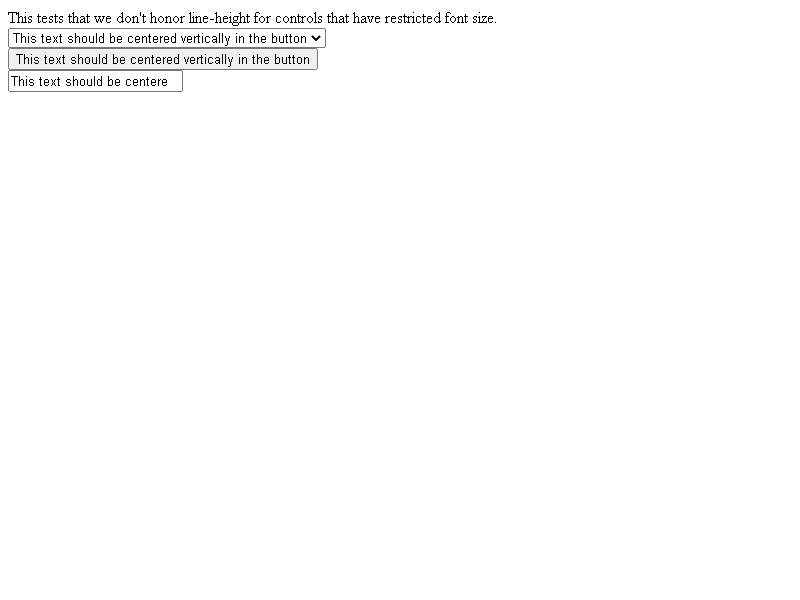 This tests that we don't honor line-height for controls that have restricted font size.
This text should be centered vertically in the button
This text should be centered vertically in the button
This text should be centere